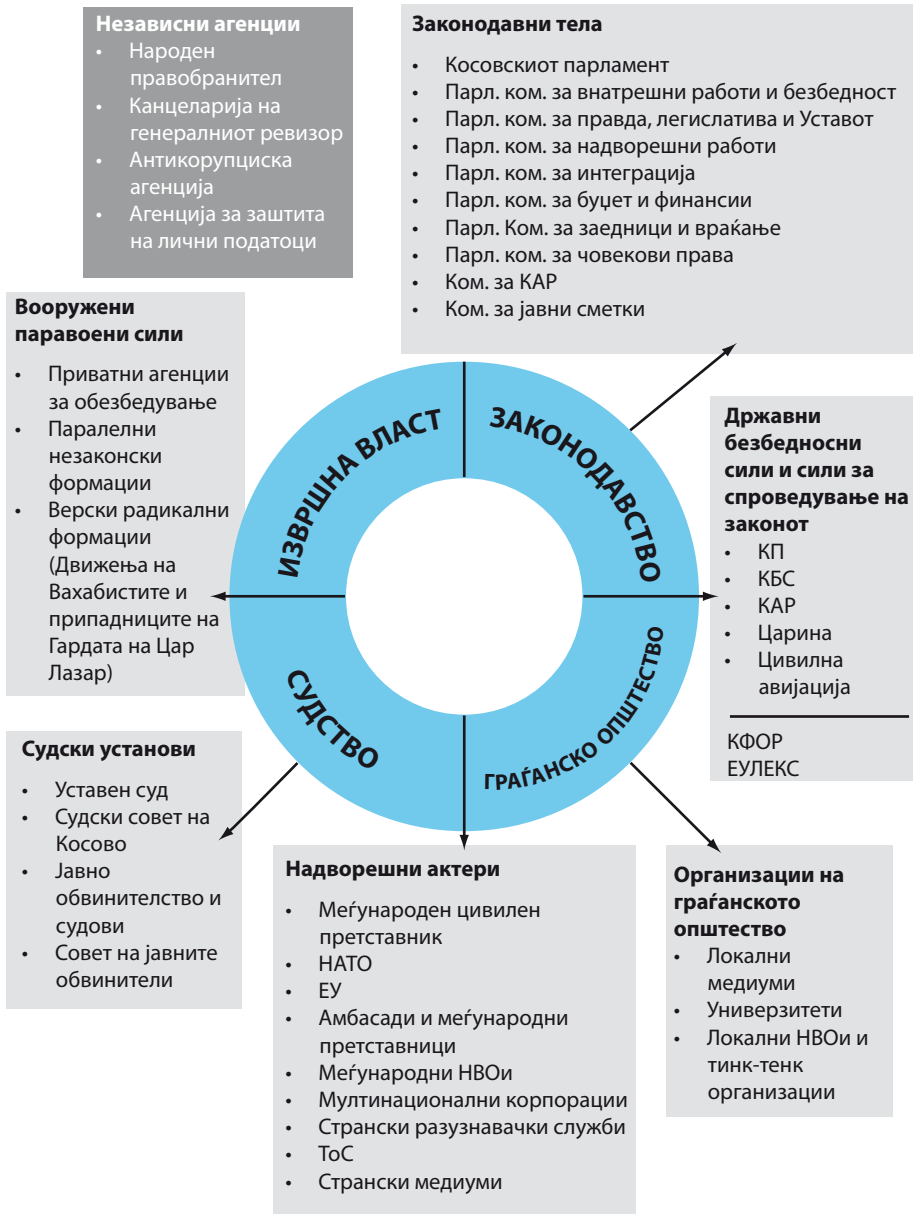 Независни агенции
• Народен
правобранител
• Канцеларија на
генералниот ревизор
• Антикорупциска
агенција
• Агенција за заштита
на лични податоци
Законодавни тела
• Косовскиот парламент
• Парл. ком. за внатрешни работи и безбедност
• Парл. ком. за правда, легислатива и Уставот
• Парл. ком. за надворешни работи
• Парл. ком. за интеграција
• Парл. ком. за буџет и финансии
• Парл. Ком. за заедници и враќање
• Парл. ком. за човекови права
• Ком. за КАР
• Ком. за јавни сметки
Вооружени
паравоени сили
• Приватни агенции
за обезбедување
• Паралелни
незаконски
формации
• Верски радикални
формации
(Движења на
Вахабистите и
припадниците на
Гардата на Цар
Лазар)
ИЗВРШНА ВЛАСТ
ЗАКОНОДАВСТВО
СУДСТВО
ГРАЃАНСКО ОПШТЕСТВО
Државни
безбедносни
сили и сили за
спроведување на
законот
• КП
• КБС
• КАР
• Царина
• Цивилна
авијација
КФОР
ЕУЛЕКС
Судски установи
• Уставен суд
• Судски совет на
Косово
• Јавно
обвинителство и
судови
• Совет на јавните
обвинители
Надворешни актери
• Меѓународен цивилен
претставник
• НАТО
• ЕУ
• Амбасади и меѓународни
претставници
• Меѓународни НВОи
• Мултинационални корпорации
• Странски разузнавачки служби
• ТоС
• Странски медиуми
Организации на
граѓанското
општество
• Локални
медиуми
• Универзитети
• Локални НВОи и
тинк-тенк
организации